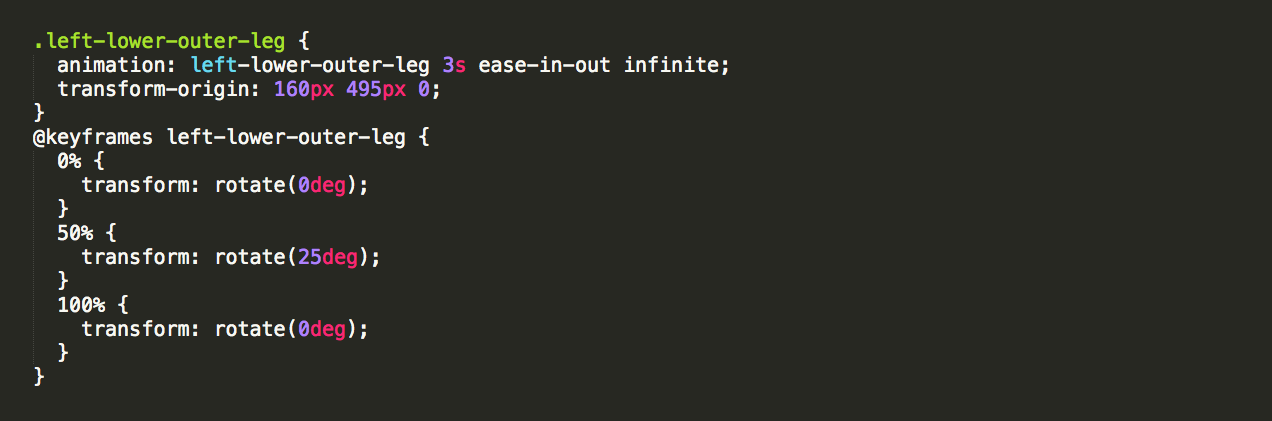 .left-lower-outer-leg {
  animation: left-lower-outer-leg 3s ease-in-out infinite;
  transform-origin: 160px 495px 0;
}
@keyframes left-lower-outer-leg {
  0% {
    transform: rotate(0deg);
  }
  50% {
    transform: rotate(25deg);
  }
  100% {
    transform: rotate(0deg);
  }
}